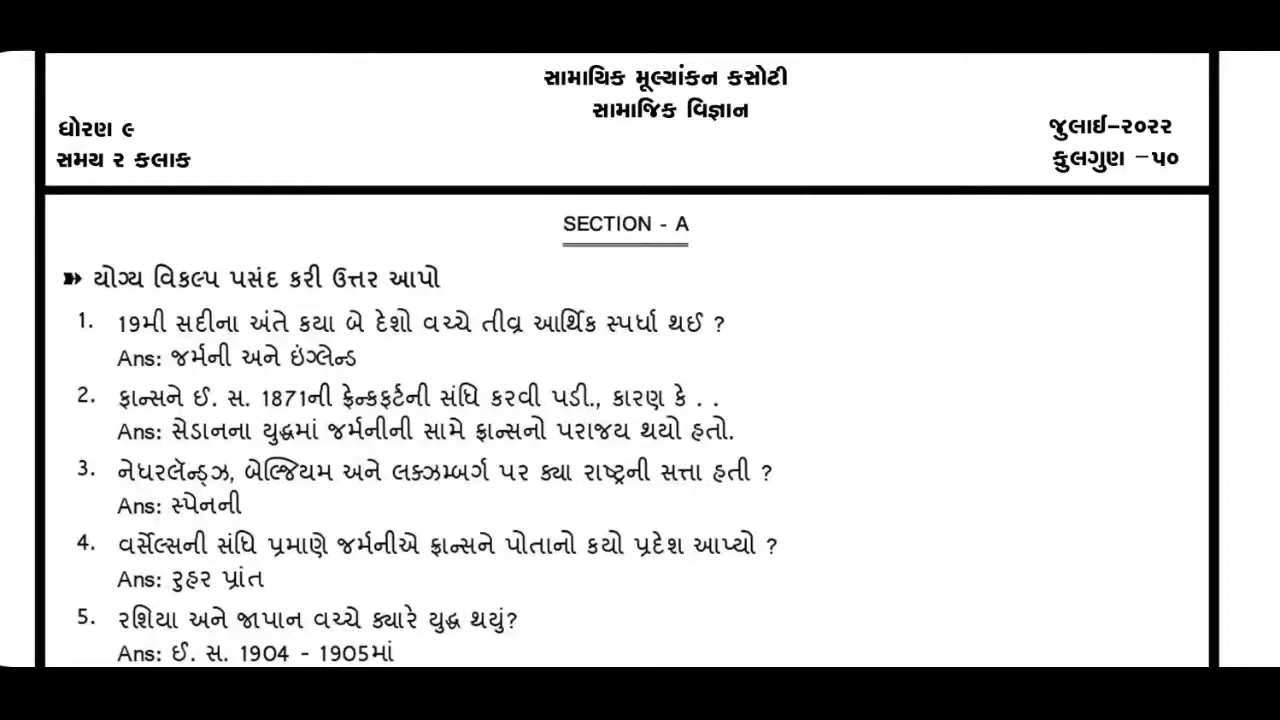 સામાયિક મૂલ્યાંકન કસોટી
સામાજિક વિજ્ઞાન
ધોરણ ૯
જુલાઈ-૨૦૨૨
સમય ૨ કલાક
કુલગુણ -૫૦
SECTION - A
➽ યોગ્ય વિકલ્પ પસંદ કરી ઉત્તર આપો
1. 19મી સદીના અંતે કયા બે દેશો વચ્ચે તીવ્ર આર્થિક સ્પર્ધા થઈ ?
Ans: જર્મની અને ઇંગ્લેન્ડ
2. ફ્રાન્સને ઈ. સ. 1871ની ફ્રેન્કફર્ટની સંધિ કરવી પડી., કારણ કે . .
Ans: સેડાનના યુદ્ધમાં જર્મનીની સામે ફ્રાન્સનો પરાજય થયો હતો.
3. નેધરલૅન્ડ્ઝ, બેલ્જિયમ અને લક્ઝમ્બર્ગ પર ક્યા રાષ્ટ્રની સત્તા હતી ?
Ans: સ્પેનની
4. વર્સેલ્સની સંધિ પ્રમાણે જર્મનીએ ફ્રાન્સને પોતાનો કયો પ્રદેશ આપ્યો ?
Ans: રુહર પ્રાંત
5. રશિયા અને જાપાન વચ્ચે ક્યારે યુદ્ધ થયું?
Ans: ઈ. સ. 1904 - 1905માં